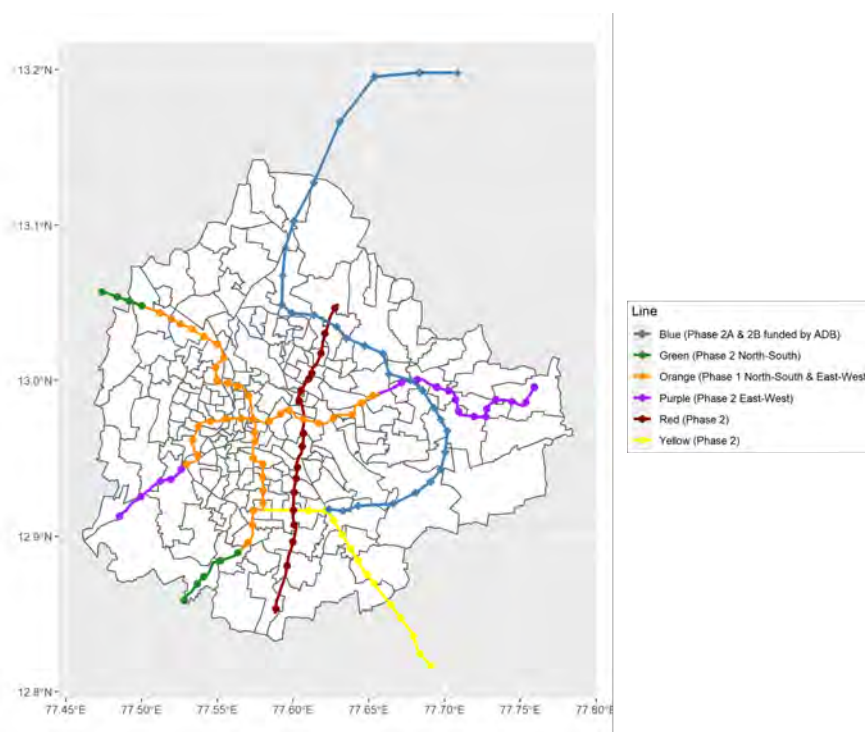 13.2°N
13.1°N
13.0°N
12.9°N
12.8°N
77.45°E 77.50°E 77.55°E 77.60°E 77.65°E 77.70°E 77.75°E 77.80°E
Line
Blue (Phase 2A & 2B funded by ADB)
Green (Phase 2 North-South)
Orange (Phase 1 North-South & East-West)
Purple (Phase 2 East-West)
Red (Phase 2)
Yellow (Phase 2)